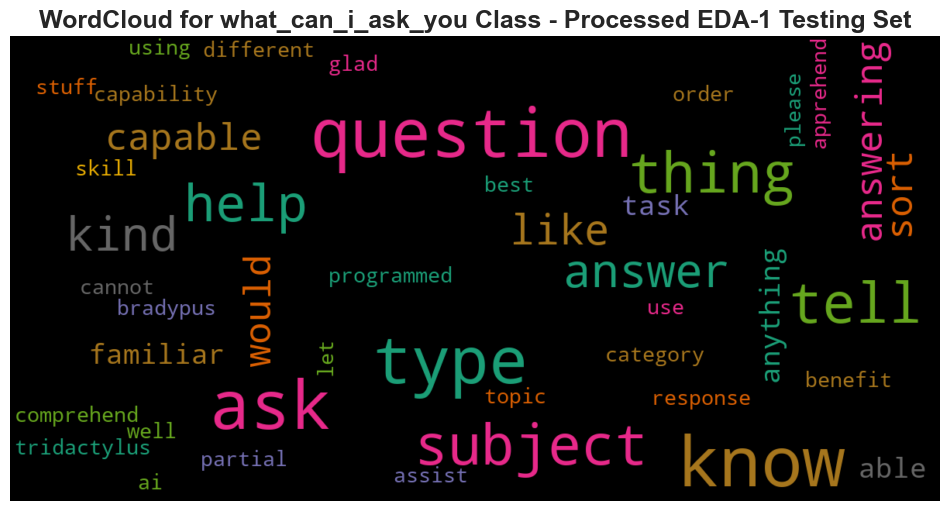 WordCloud for what_can_i_ask_you Class - Processed EDA-1 Testing Set
using
different
glad
stuff
capability
order
please
apprehend
answering
question
capable
skill
thing
sort
best
help
task
kind
like
answer
programmed
cannot
bradypus
would
use
anything
tell
familiar
let
type
category
benefit
topic
response
ask
comprehend
well
subject
know
tridactylus
partial
able
assist
ai